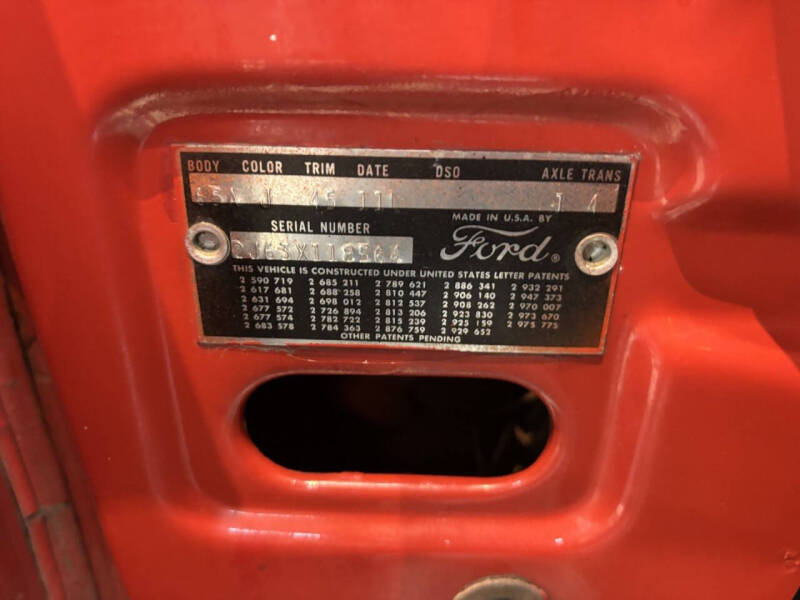 BODY COLOR TRIM DATE DSO AXLE TRANS
J 45 11L 1 4
SERIAL NUMBER
MADE IN U.S.A. BY
Ford®
THIS VEHICLE IS CONSTRUCTED UNDER UNITED STATES LETTER PATENTS
2 590 719 2 685 211 2 789 621 2 886 341 2 932 291
2 617 681 2 688 258 2 810 447 2 906 140 2 947 373
2 631 694 2 698 012 2 812 537 2 908 262 2 970 007
2 677 572 2 726 894 2 813 206 2 923 830 2 973 670
2 677 574 2 782 722 2 815 239 2 925 159 2 975 775
2 683 578 2 784 363 2 876 759 2 929 652
OTHER PATENTS PENDING